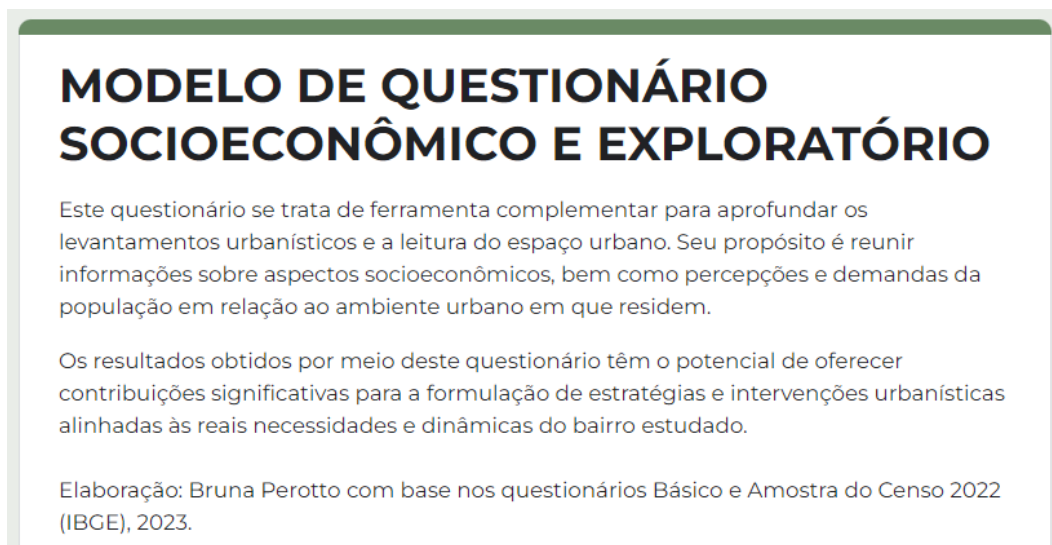 MODELO DE QUESTIONÁRIO
SOCIOECONÔMICO E EXPLORATÓRIO
Este questionário se trata de ferramenta complementar para aprofundar os
levantamentos urbanísticos e a leitura do espaço urbano. Seu propósito é reunir
informações sobre aspectos socioeconômicos, bem como percepções e demandas da
população em relação ao ambiente urbano em que residem.
Os resultados obtidos por meio deste questionário têm o potencial de oferecer
contribuições significativas para a formulação de estratégias e intervenções urbanísticas
alinhadas às reais necessidades e dinâmicas do bairro estudado.
Elaboração: Bruna Perotto com base nos questionários Básico e Amostra do Censo 2022
(IBGE), 2023.